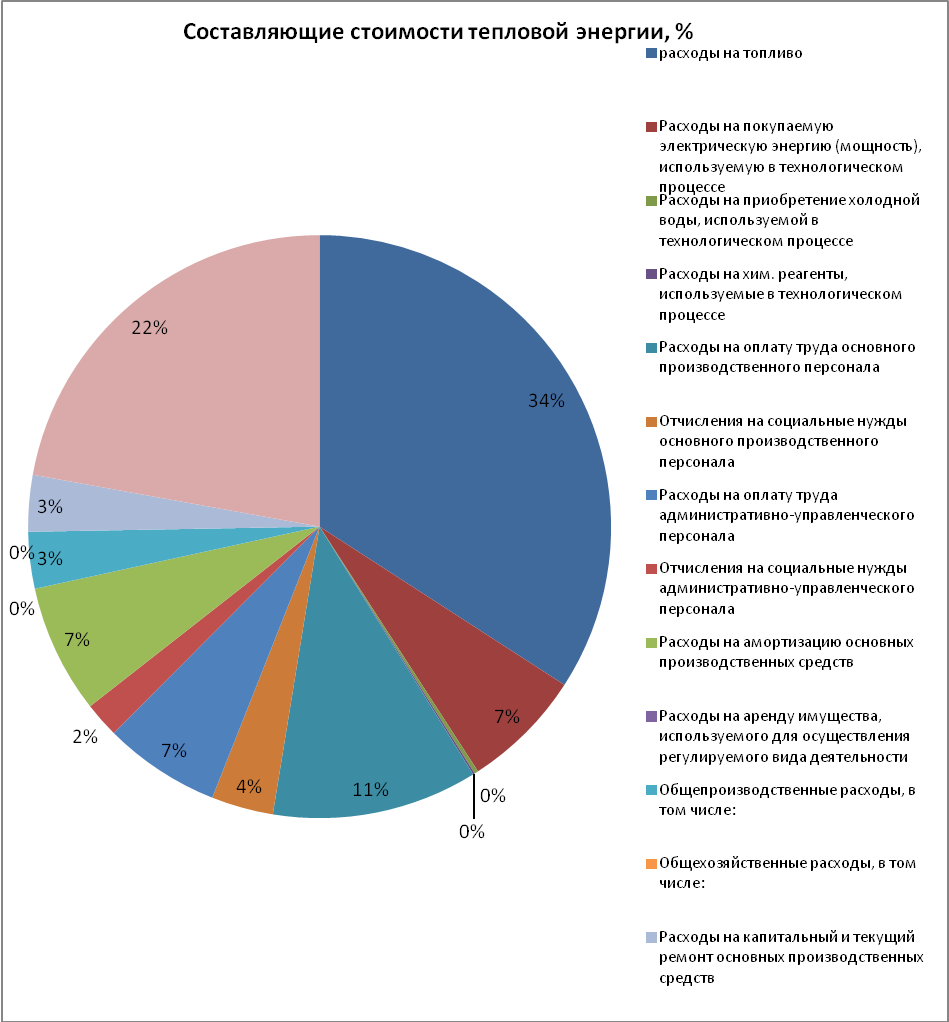 Составляющие стоимости тепловой энергии, %
расходы на топливо
Расходы на покупаемую
электрическую энергию (мощность),
используемую в технологическом
процессе
Расходы на приобретение холодной
воды, используемой в
технологическом процессе
Расходы на хим. реагенты,
используемые в технологическом
процессе
Расходы на оплату труда основного
производственного персонала
Отчисления на социальные нужды
основного производственного
персонала
Расходы на оплату труда
административно-управленческого
персонала
Отчисления на социальные нужды
административно-управленческого
персонала
Расходы на амортизацию основных
производственных средств
Расходы на аренду имущества,
используемого для осуществления
регулируемого вида деятельности
Общепроизводственные расходы, в
том числе:
Общехозяйственные расходы, в том
числе:
Расходы на капитальный и текущий
ремонт основных производственных
средств
34%
7%
0%
0%
11%
4%
7%
2%
7%
0%
3%
0%
3%
22%